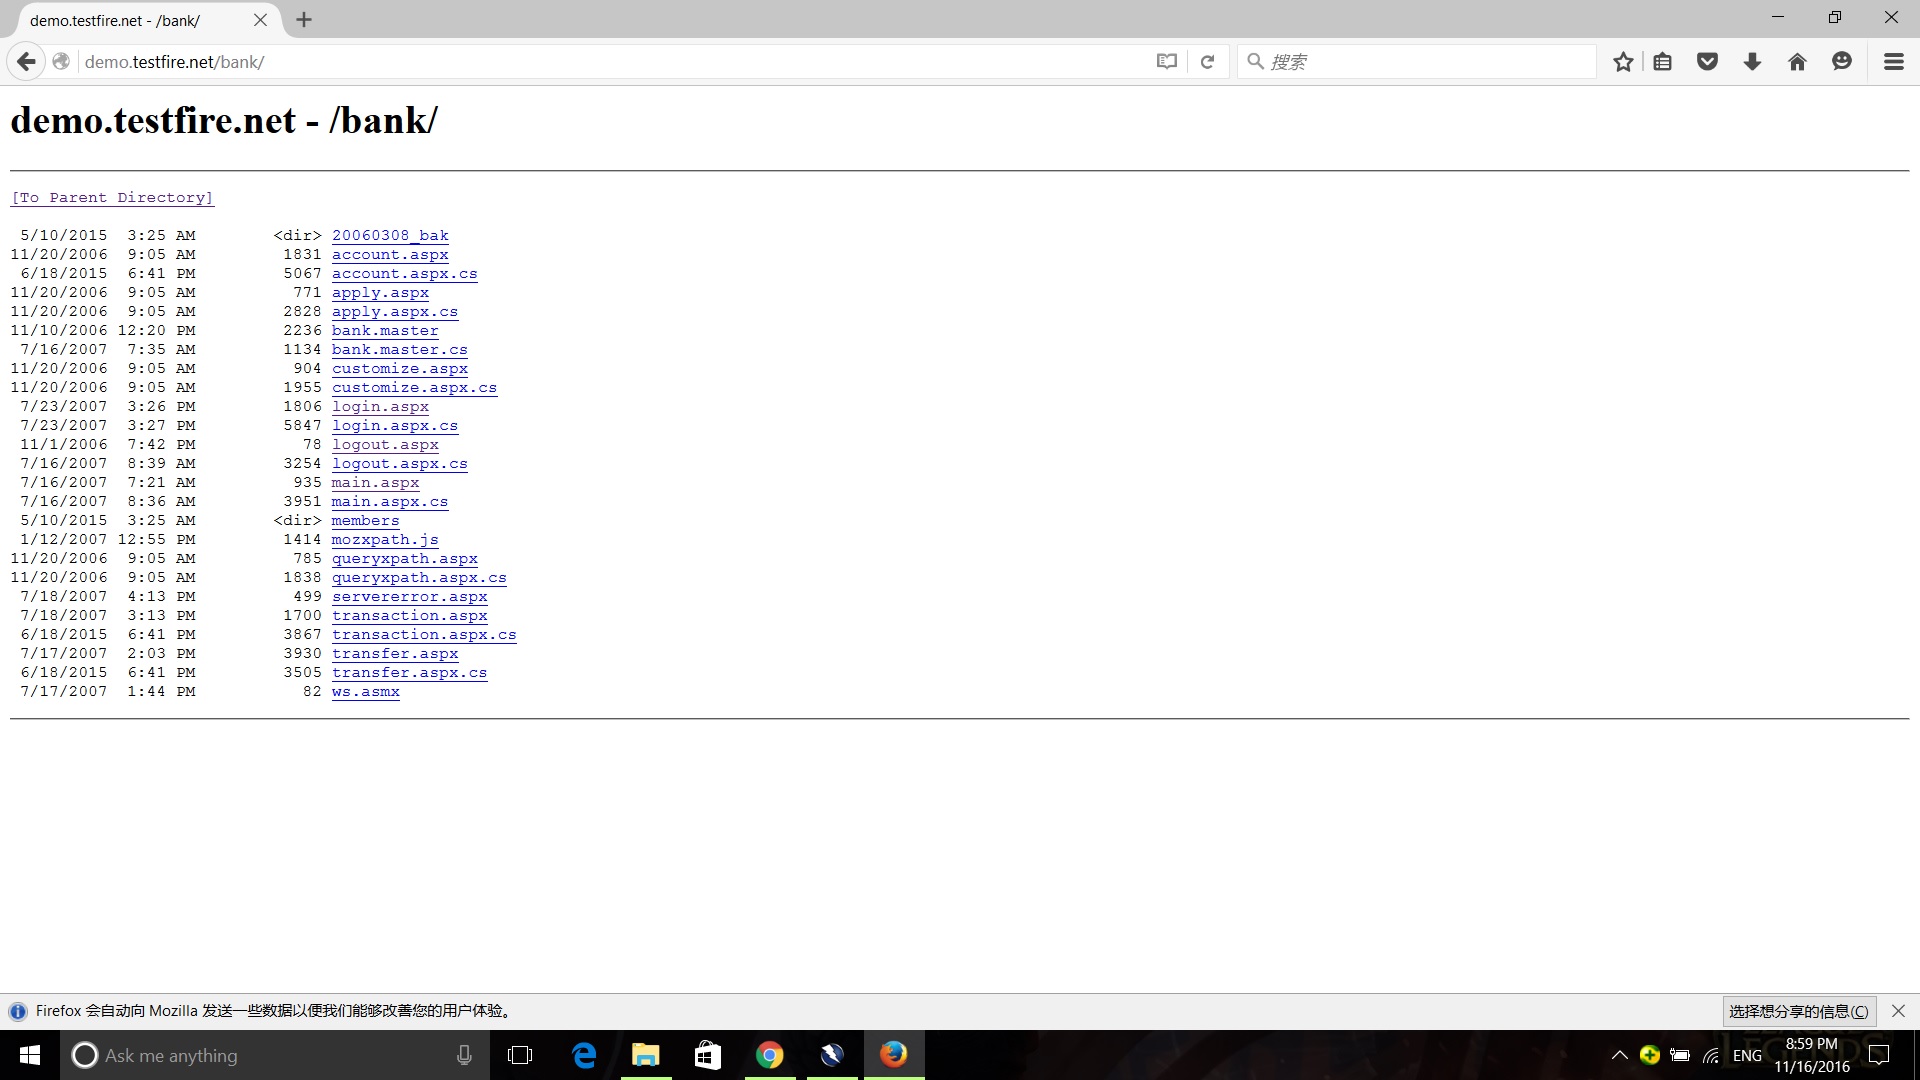 demo.testfire.net - /bank/
demo.testfire.net/bank/
搜索
demo.testfire.net - /bank/
[To Parent Directory]
5/10/2015 3:25 AM <dir> 20060308_bak
11/20/2006 9:05 AM 1831 account.aspx
6/18/2015 6:41 PM 5067 account.aspx.cs
11/20/2006 9:05 AM 771 apply.aspx
11/20/2006 9:05 AM 2828 apply.aspx.cs
11/10/2006 12:20 PM 2236 bank.master
7/16/2007 7:35 AM 1134 bank.master.cs
11/20/2006 9:05 AM 904 customize.aspx
11/20/2006 9:05 AM 1955 customize.aspx.cs
7/23/2007 3:26 PM 1806 login.aspx
7/23/2007 3:27 PM 5847 login.aspx.cs
11/1/2006 7:42 PM 78 logout.aspx
7/16/2007 8:39 AM 3254 logout.aspx.cs
7/16/2007 7:21 AM 935 main.aspx
7/16/2007 8:36 AM 3951 main.aspx.cs
5/10/2015 3:25 AM <dir> members
1/12/2007 12:55 PM 1414 mozxpath.js
11/20/2006 9:05 AM 785 queryxpath.aspx
11/20/2006 9:05 AM 1838 queryxpath.aspx.cs
7/18/2007 4:13 PM 499 servererror.aspx
7/18/2007 3:13 PM 1700 transaction.aspx
6/18/2015 6:41 PM 3867 transaction.aspx.cs
7/17/2007 2:03 PM 3930 transfer.aspx
6/18/2015 6:41 PM 3505 transfer.aspx.cs
7/17/2007 1:44 PM 82 ws.asmx
Firefox 会自动向 Mozilla 发送一些数据以便我们能够改善您的用户体验。
选择想分享的信息(C)
Ask me anything
ENG
8:59 PM
11/16/2016